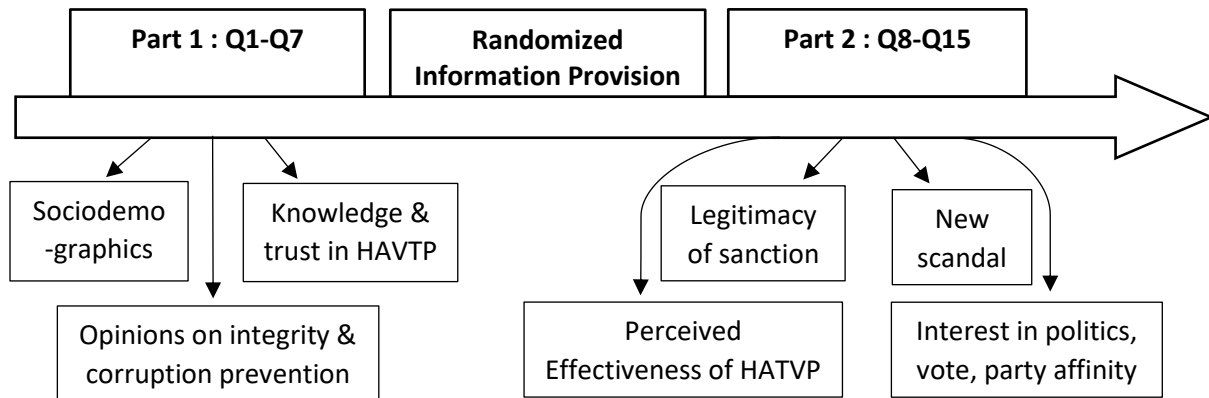 Part 1 : Q1-Q7
Randomized
Information Provision
Part 2 : Q8-Q15
Sociodemo
-graphics
Knowledge &
trust in HAVTP
Opinions on integrity &
corruption prevention
Legitimacy
of sanction
New
scandal
Perceived
Effectiveness of HATVP
Interest in politics,
vote, party affinity